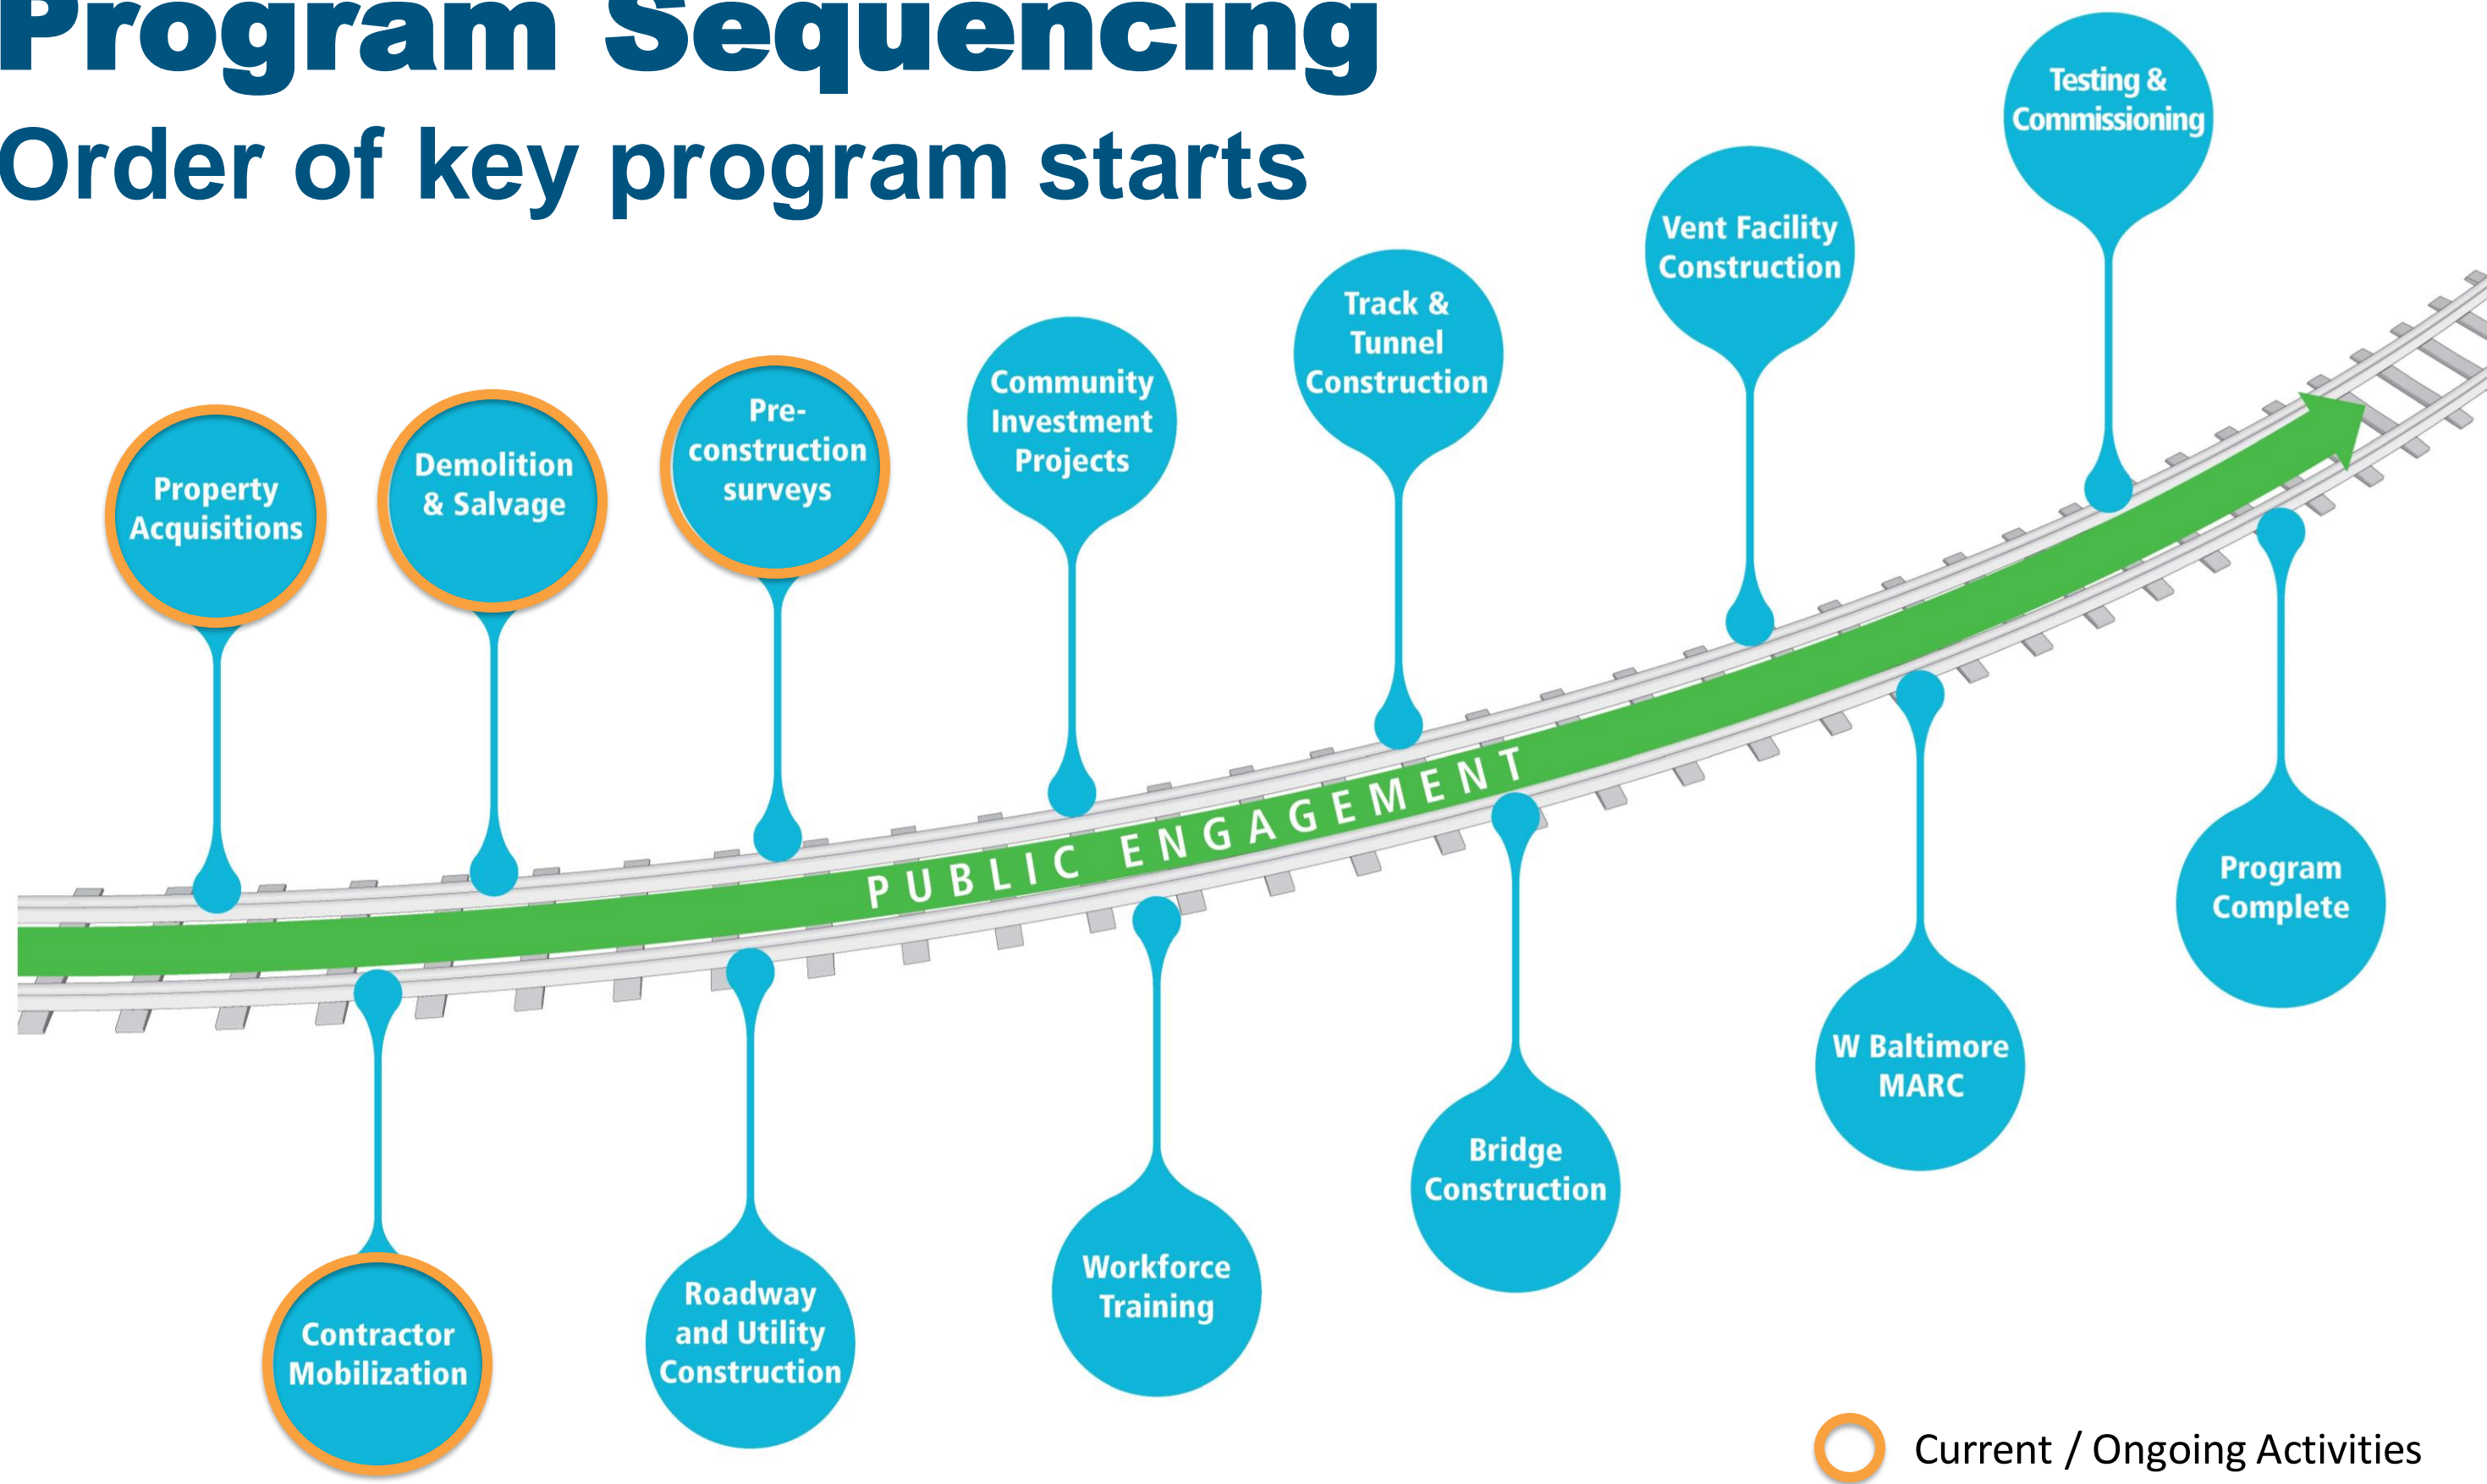 Program Sequencing
Order of key program starts
Testing &
Commissioning
Vent Facility
Construction
Track &
Tunnel
Construction
Community
Investment
Projects
Pre-
construction
surveys
Demolition
& Salvage
Property
Acquisitions
PUBLIC ENGAGEMENT
Program
Complete
W Baltimore
MARC
Bridge
Construction
Workforce
Training
Roadway
and Utility
Construction
Contractor
Mobilization
Current / Ongoing Activities